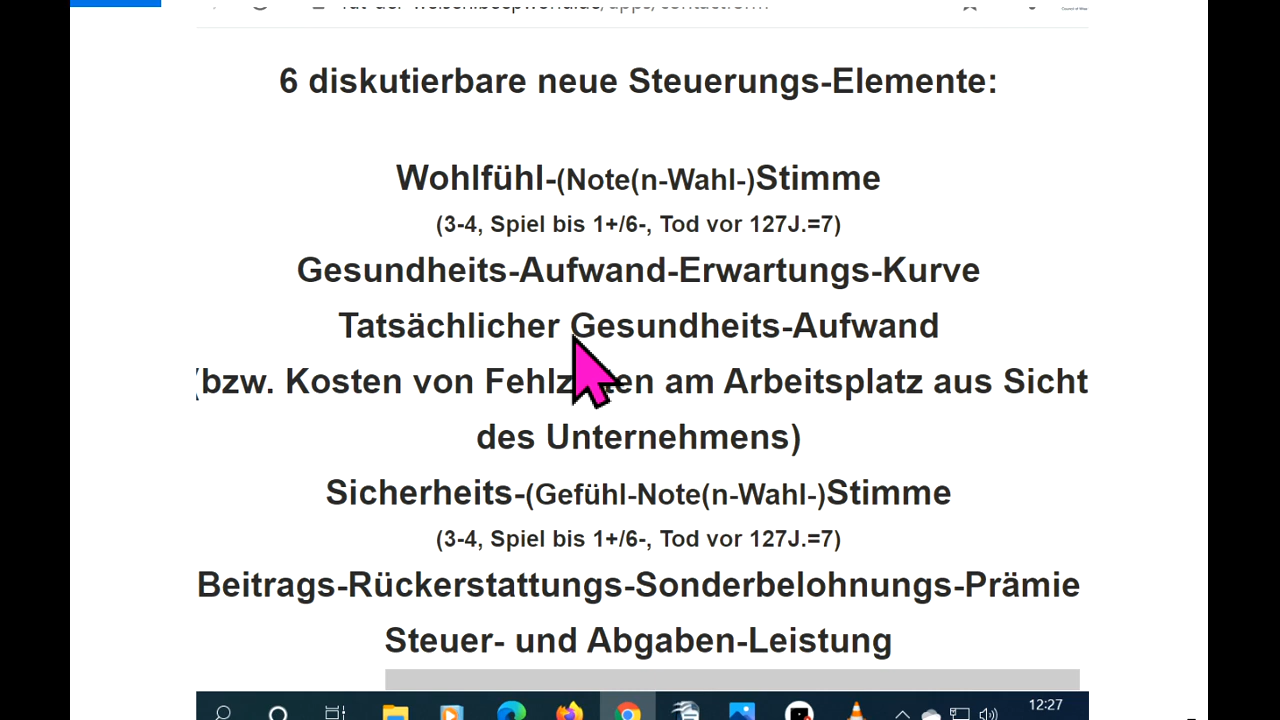 6 diskutierbare neue Steuerungs-Elemente:
Wohlfühl-(Note(n-Wahl-)Stimme
(3-4, Spiel bis 1+/6-, Tod vor 127J.=7)
Gesundheits-Aufwand-Erwartungs-Kurve
Tatsächlicher Gesundheits-Aufwand
(bzw. Kosten von am Arbeitsplatz aus Sicht
des Unternehmens)
Sicherheits-(Gefühl-Note(n-Wahl-)Stimme
(3-4, Spiel bis 1+/6-, Tod vor 127J.=7)
Beitrags-Rückerstattungs-Sonderbelohnungs-Prämie
Steuer- und Abgaben-Leistung
12:27